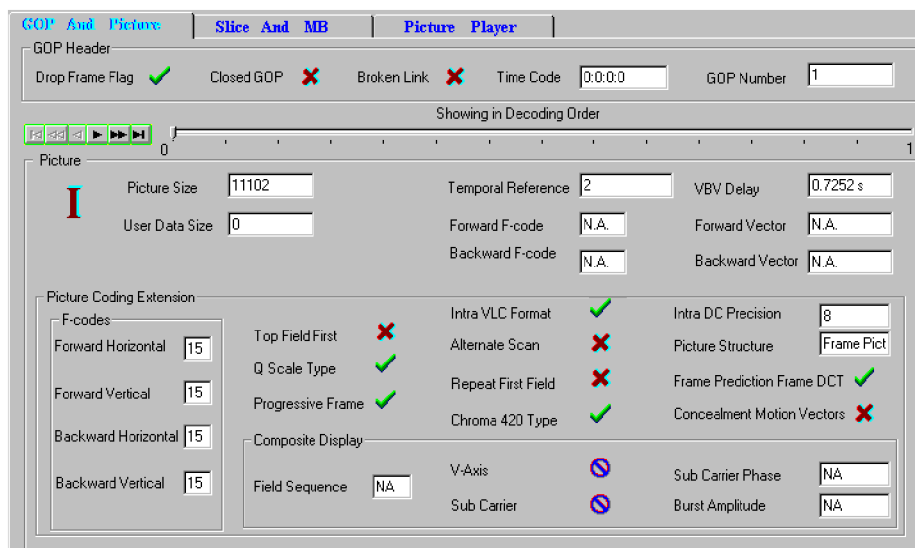 GOP And Picture Slice And MB Picture Player
GOP Header
Drop Frame Flag Closed GOP Broken Link Time Code 0:0:0:0 GOP Number 1
Showing in Decoding Order
0 1
Picture
I Picture Size 11102 Temporal Reference 2 VBV Delay 0.7252 s
User Data Size 0 Forward F-code N.A. Forward Vector N.A.
Backward F-code N.A. Backward Vector N.A.
Picture Coding Extension
F-codes
Intra VLC Format Intra DC Precision 8
Forward Horizontal 15 Top Field First Alternate Scan Picture Structure Frame Pict
Q Scale Type
Forward Vertical 15 Repeat First Field Frame Prediction Frame DCT
Progressive Frame Chroma 420 Type Concealment Motion Vectors
Backward Horizontal 15 Composite Display
Backward Vertical 15 Field Sequence NA V-Axis Sub Carrier Phase NA
Sub Carrier Burst Amplitude NA